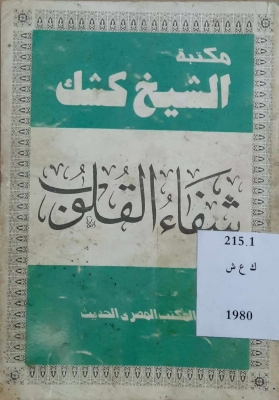 مكتبة
الشيخ كشك
شفاء القلوب
215.1
ك ع ش
1980
المكتب المصري الحديث